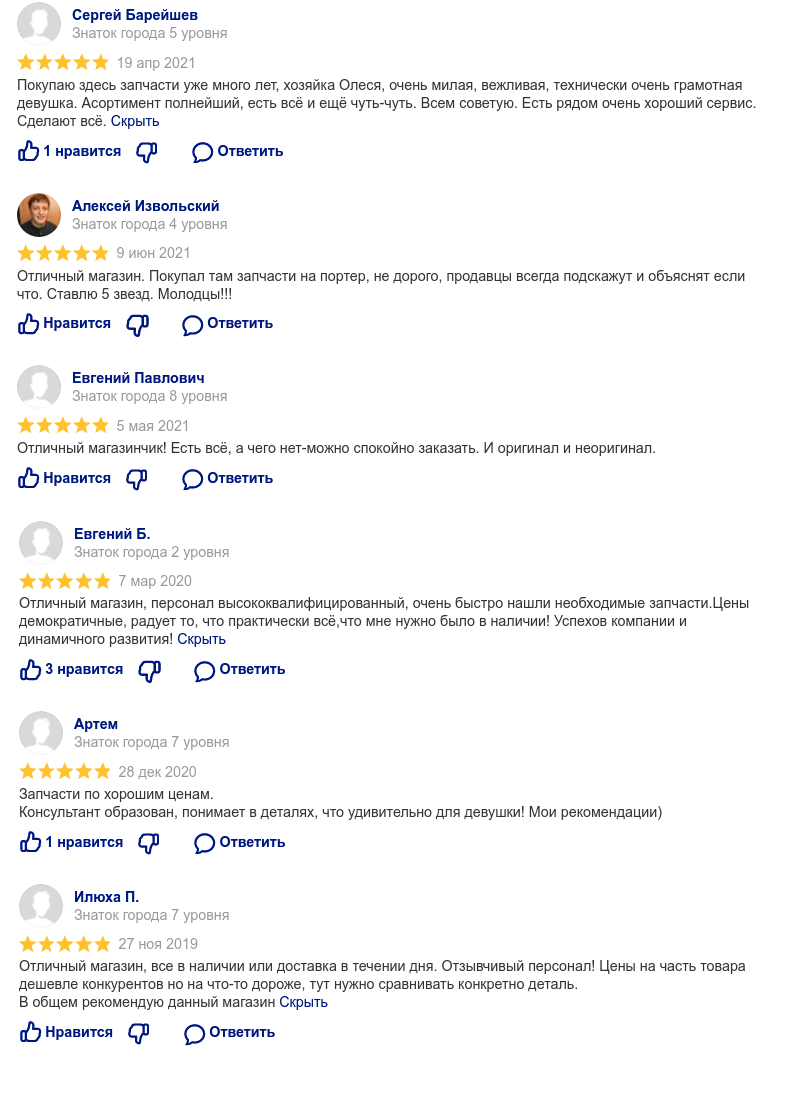 Сергей Барейшев
Знаток города 5 уровня
19 апр 2021
Покупаю здесь запчасти уже много лет, хозяйка Олеся, очень милая, вежливая, технически очень грамотная
девушка. Асортимент полнейший, есть всё и ещё чуть-чуть. Всем советую. Есть рядом очень хороший сервис.
Сделают всё. Скрыть
1 нравится Ответить
Алексей Извольский
Знаток города 4 уровня
9 июн 2021
Отличный магазин. Покупал там запчасти на портер, не дорого, продавцы всегда подскажут и объяснят если
что. Ставлю 5 звезд. Молодцы!!!
Нравится Ответить
Евгений Павлович
Знаток города 8 уровня
5 мая 2021
Отличный магазинчик! Есть всё, а чего нет-можно спокойно заказать. И оригинал и неоригинал.
Нравится Ответить
Евгений Б.
Знаток города 2 уровня
7 мар 2020
Отличный магазин, персонал высококвалифицированный, очень быстро нашли необходимые запчасти.Цены
демократичные, радует то, что практически всё,что мне нужно было в наличии! Успехов компании и
динамичного развития! Скрыть
3 нравится Ответить
Артем
Знаток города 7 уровня
28 дек 2020
Запчасти по хорошим ценам.
Консультант образован, понимает в деталях, что удивительно для девушки! Мои рекомендации)
1 нравится Ответить
Илюха П.
Знаток города 7 уровня
27 ноя 2019
Отличный магазин, все в наличии или доставка в течении дня. Отзывчивый персонал! Цены на часть товара
дешевле конкурентов но на что-то дороже, тут нужно сравнивать конкретно деталь.
В общем рекомендую данный магазин Скрыть
Нравится Ответить